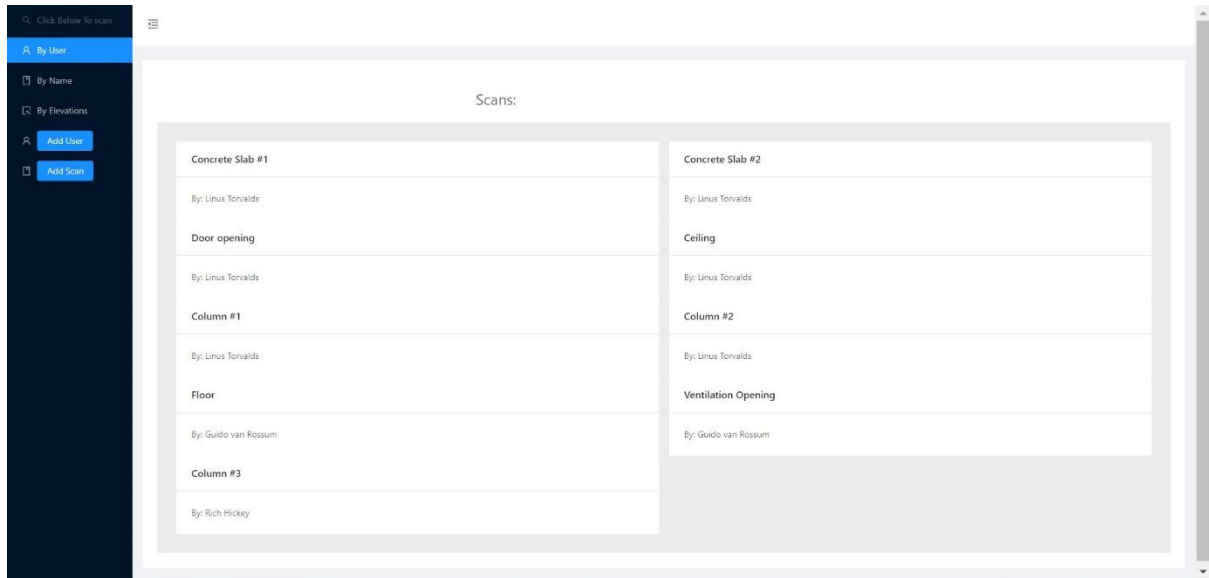 Click Below To scan
By User
By Name
By Elevations
Add User
Add Scan
Scans:
Concrete Slab #1
By: Linus Torvalds
Concrete Slab #2
By: Linus Torvalds
Door opening
By: Linus Torvalds
Ceiling
By: Linus Torvalds
Column #1
By: Linus Torvalds
Column #2
By: Linus Torvalds
Floor
By: Guido van Rossum
Ventilation Opening
By: Guido van Rossum
Column #3
By: Rich Hickey